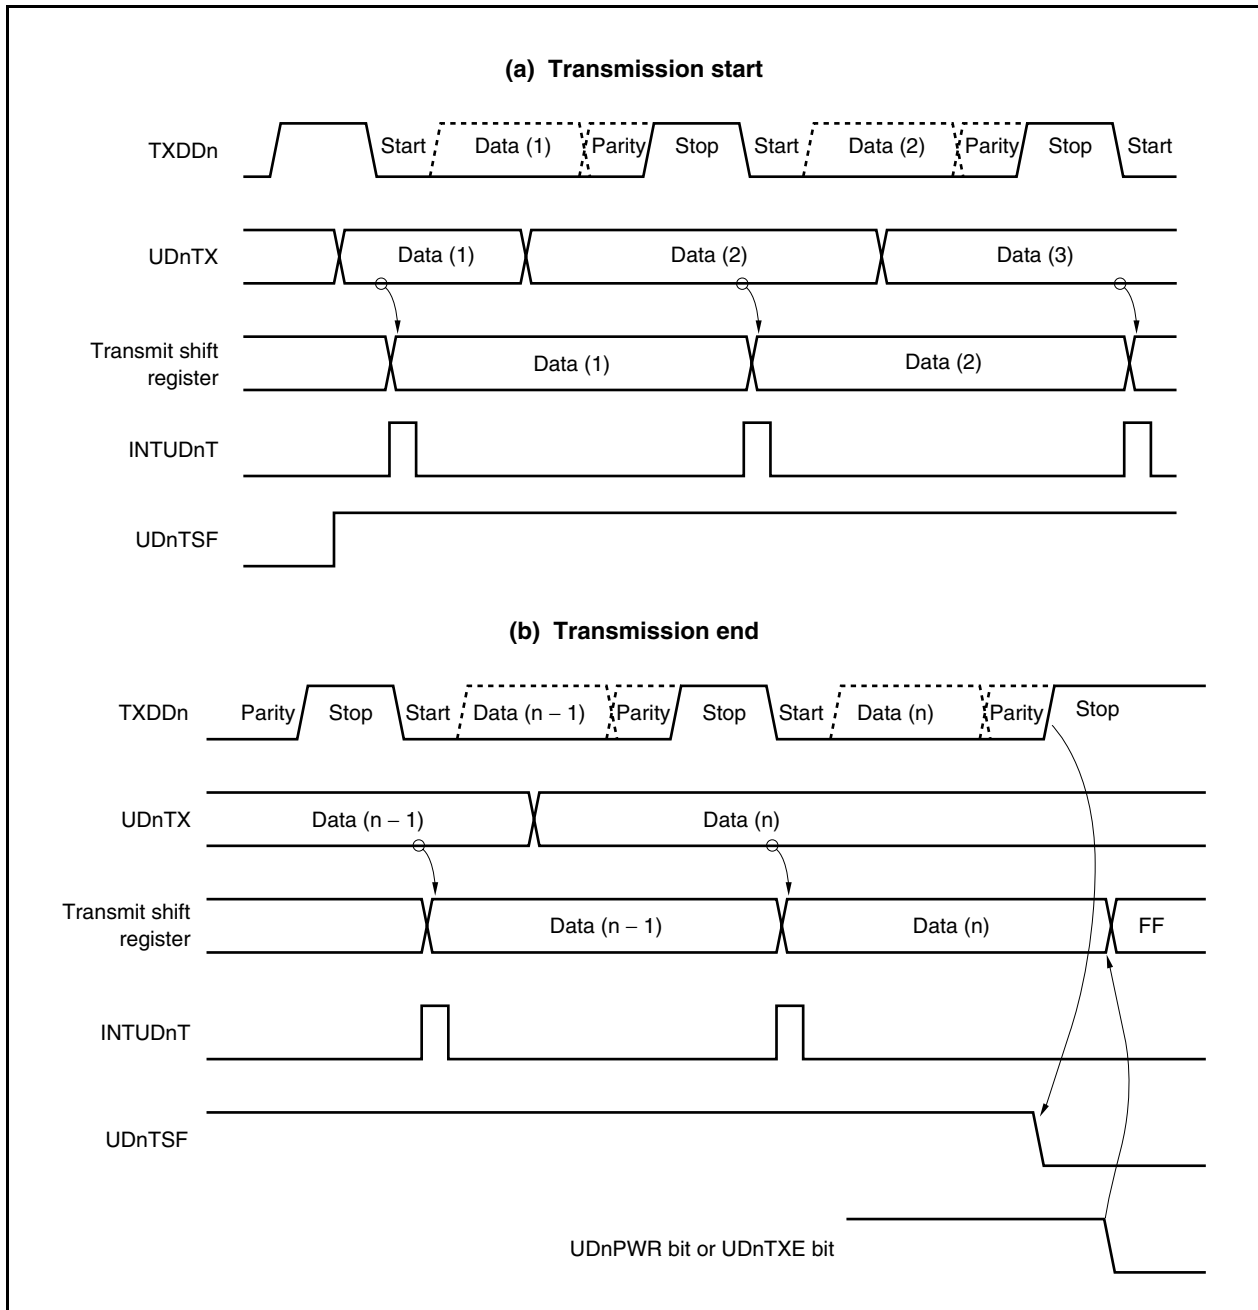 (a) Transmission start
TXDDn Start Data (1) Parity Stop Start Data (2) Parity Stop Start
UDnTX Data (1) Data (2) Data (3)
Transmit shift
register
Data (1) Data (2)
INTUDnT
UDnTSF
(b) Transmission end
TXDDn Parity Stop Start Data (n – 1) Parity Stop Start Data (n) Parity Stop
UDnTX Data (n – 1) Data (n)
Transmit shift
register
Data (n – 1) Data (n) FF
INTUDnT
UDnTSF
UDnPWR bit or UDnTXE bit